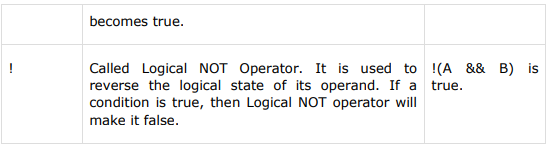 becomes true.
! Called Logical NOT Operator. It is used to !(A && B) is
reverse the logical state of its operand. If a true.
condition is true, then Logical NOT operator will
make it false.